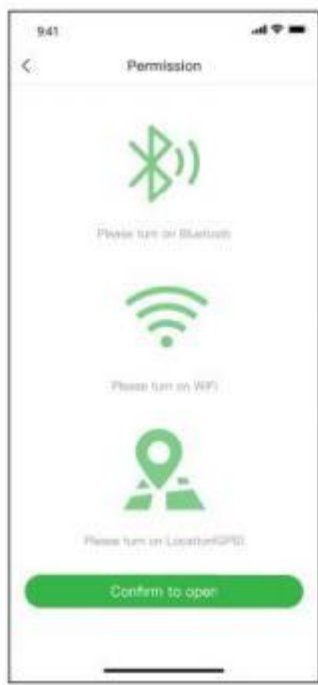 9:41
Permission
Please turn on Bluetooth
Please turn on WiFi
Please turn on Location(GPS)
Confirm to open